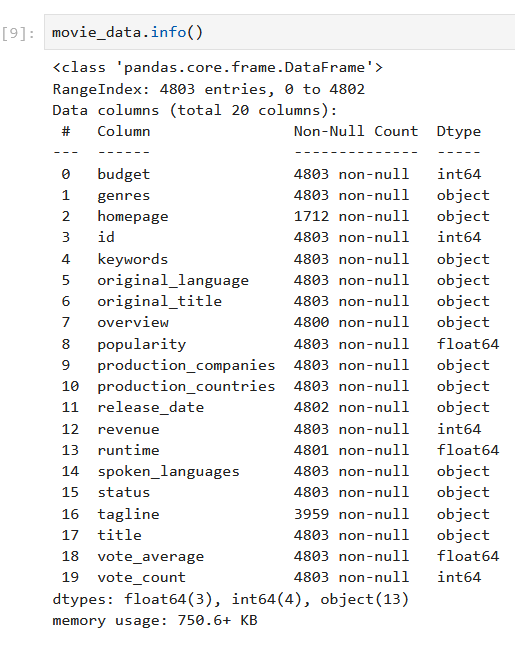 [9]: movie_data.info()
<class 'pandas.core.frame.DataFrame'>
RangeIndex: 4803 entries, 0 to 4802
Data columns (total 20 columns):
 #   Column                Non-Null Count  Dtype
---  ------                --------------  -----
 0   budget                4803 non-null   int64
 1   genres                4803 non-null   object
 2   homepage              1712 non-null   object
 3   id                    4803 non-null   int64
 4   keywords              4803 non-null   object
 5   original_language     4803 non-null   object
 6   original_title        4803 non-null   object
 7   overview              4800 non-null   object
 8   popularity            4803 non-null   float64
 9   production_companies  4803 non-null   object
 10  production_countries  4803 non-null   object
 11  release_date          4802 non-null   object
 12  revenue               4803 non-null   int64
 13  runtime               4801 non-null   float64
 14  spoken_languages      4803 non-null   object
 15  status                4803 non-null   object
 16  tagline               3959 non-null   object
 17  title                 4803 non-null   object
 18  vote_average          4803 non-null   float64
 19  vote_count            4803 non-null   int64
dtypes: float64(3), int64(4), object(13)
memory usage: 750.6+ KB